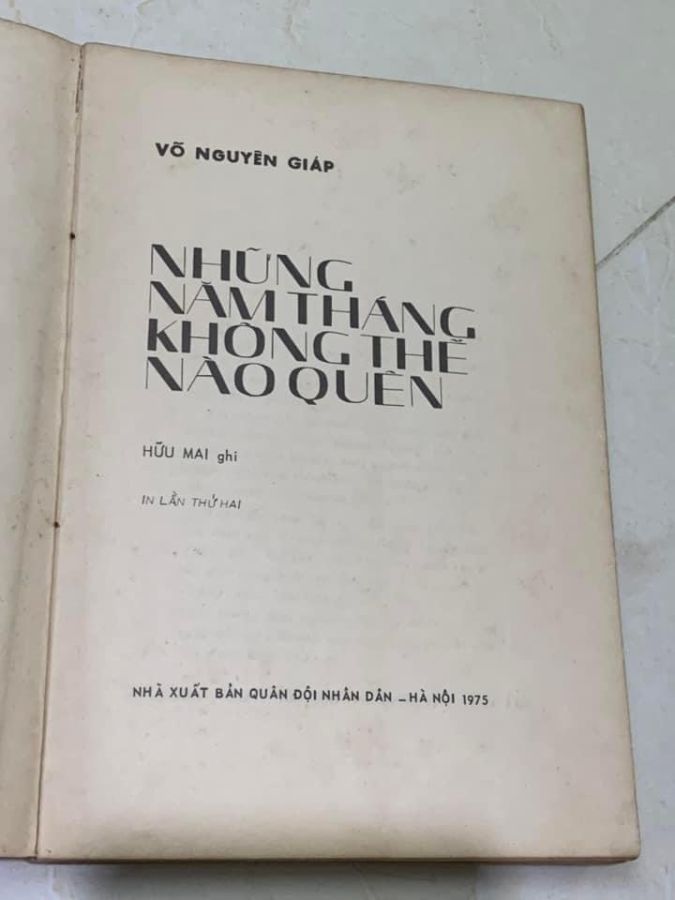 VÕ NGUYÊN GIÁP
NHỮNG
NĂM THÁNG
KHÔNG THỂ
NÀO QUÊN
HỮU MAI ghi
IN LẦN THỨ HAI
NHÀ XUẤT BẢN QUÂN ĐỘI NHÂN DÂN – HÀ NỘI 1975